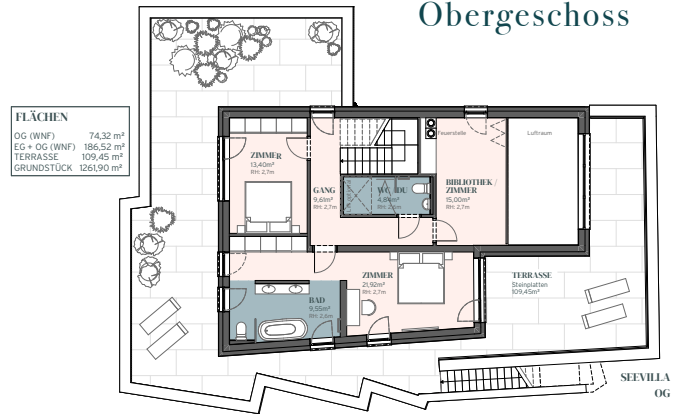 Obergeschoss
FLÄCHEN
OG (WNF) 74,32 m²
EG + OG (WNF) 186,52 m²
TERRASSE 109,45 m²
GRUNDSTÜCK 1261,90 m²
ZIMMER
13,40m²
RH: 2,7m
GANG
9,61m²
RH: 2,7m
WC / DU
4,84m²
Feuerstelle
Luftraum
BIBLIOTHEK /
ZIMMER
15,00m²
RH: 2,7m
ZIMMER
21,92m²
RH: 2,7m
BAD
9,55m²
RH: 2,6m
TERRASSE
Steinplatten
109,45m²
SEEVILLA
OG